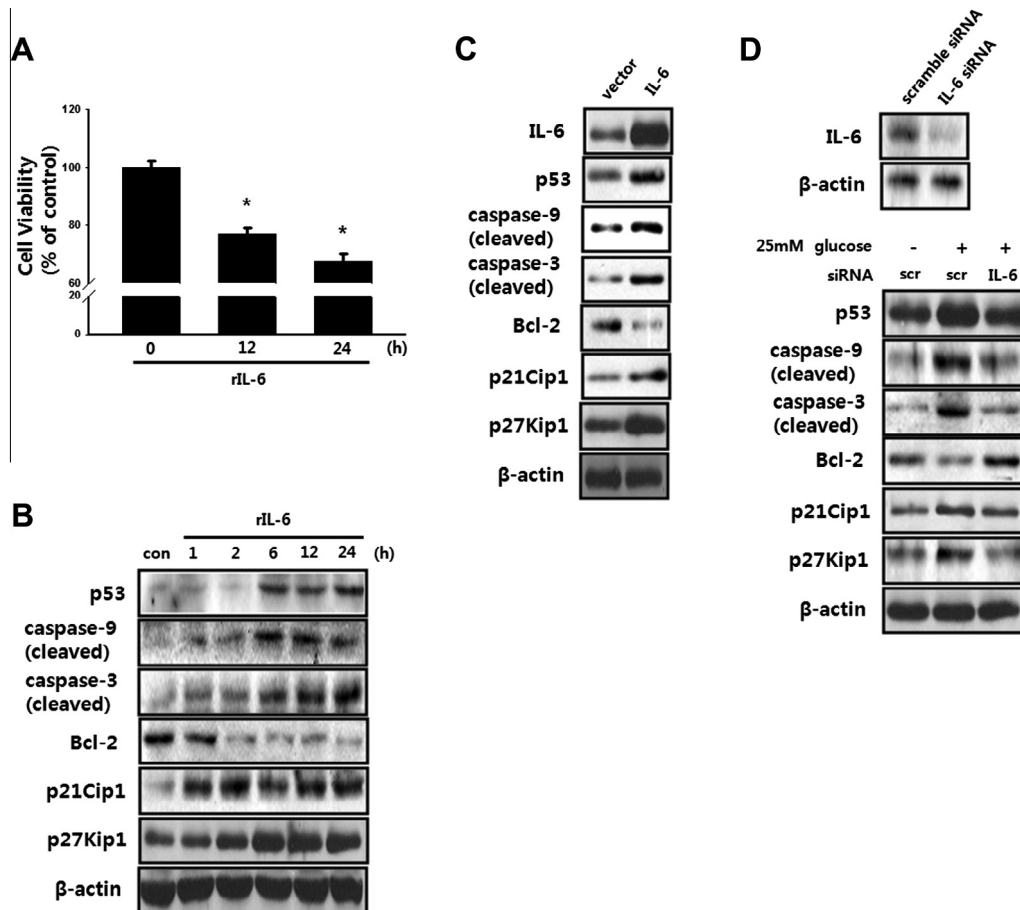 A
Cell Viability
(% of control)
120
100
80
60
20
0
*
*
0 12 24 (h)
rIL-6
B
rIL-6
con 1 2 6 12 24 (h)
p53
caspase-9
(cleaved)
caspase-3
(cleaved)
Bcl-2
p21Cip1
p27Kip1
β-actin
C
vector IL-6
IL-6
p53
caspase-9
(cleaved)
caspase-3
(cleaved)
Bcl-2
p21Cip1
p27Kip1
β-actin
D
scramble siRNA
IL-6 siRNA
IL-6
β-actin
25mM glucose - + +
siRNA scr scr IL-6
p53
caspase-9
(cleaved)
caspase-3
(cleaved)
Bcl-2
p21Cip1
p27Kip1
β-actin